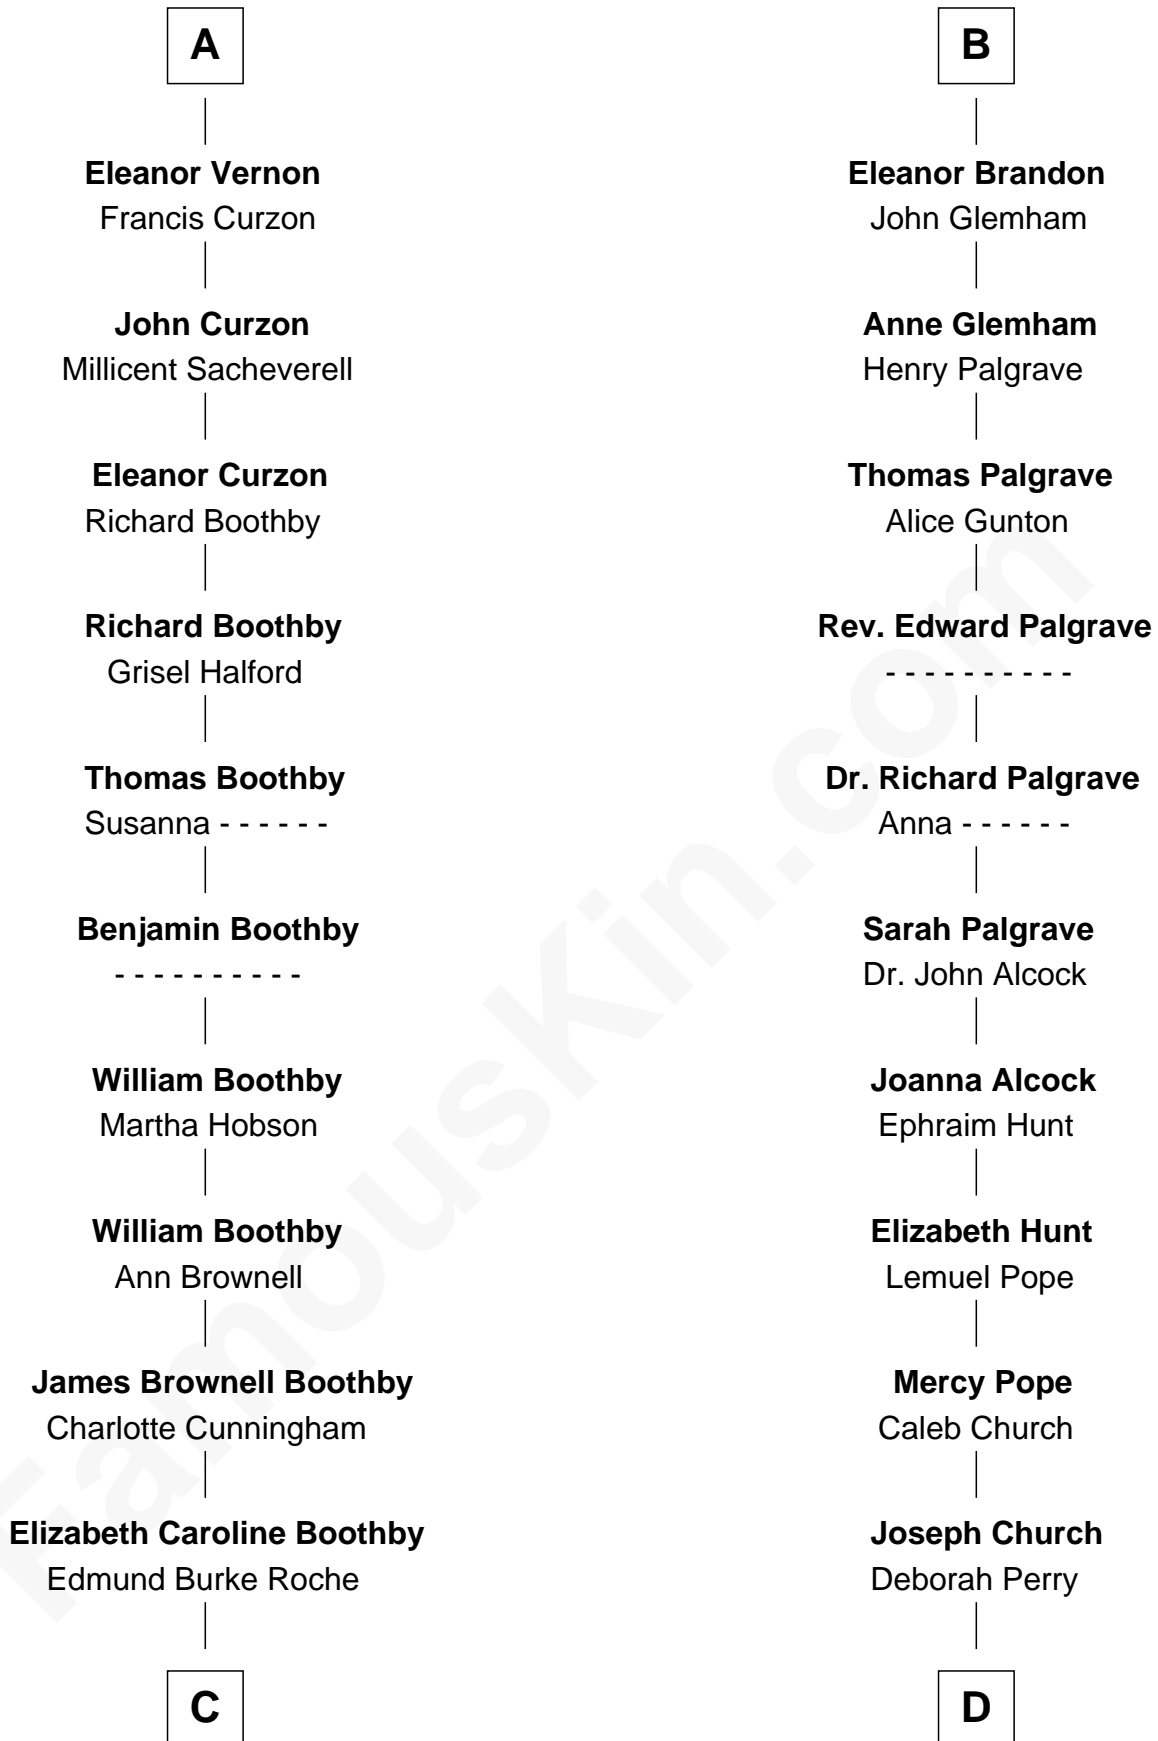 A
Eleanor Vernon
Francis Curzon
John Curzon
Millicent Sacheverell
Eleanor Curzon
Richard Boothby
Richard Boothby
Grisel Halford
Thomas Boothby
Susanna - - - - - -
Benjamin Boothby
- - - - - - - - - -
William Boothby
Martha Hobson
William Boothby
Ann Brownell
James Brownell Boothby
Charlotte Cunningham
Elizabeth Caroline Boothby
Edmund Burke Roche
C
B
Eleanor Brandon
John Glemham
Anne Glemham
Henry Palgrave
Thomas Palgrave
Alice Gunton
Rev. Edward Palgrave
- - - - - - - - - -
Dr. Richard Palgrave
Anna - - - - - -
Sarah Palgrave
Dr. John Alcock
Joanna Alcock
Ephraim Hunt
Elizabeth Hunt
Lemuel Pope
Mercy Pope
Caleb Church
Joseph Church
Deborah Perry
D
FamousKin.com